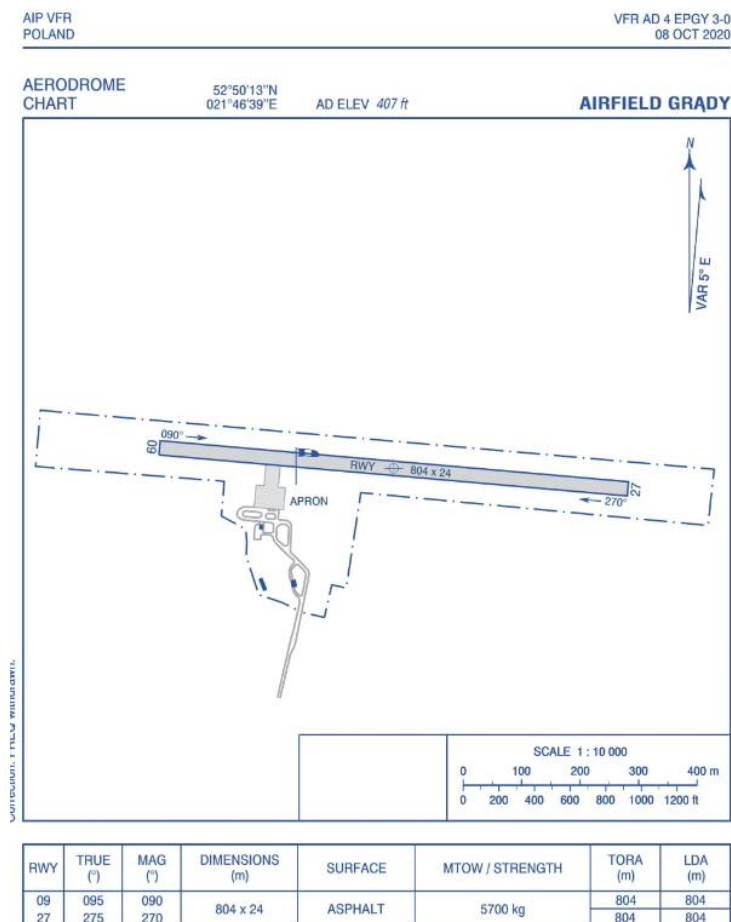 AIP VFR
POLAND
VFR AD 4 EPGY 3-0
08 OCT 2020
AERODROME
CHART
52°50'13"N
021°46'39"E
AD ELEV 407 ft
AIRFIELD GRĄDY
N
VAR 5° E
090°
09
RWY 804 x 24
27
270°
APRON
Correction: FREQ withdrawn.
SCALE 1 : 10 000
0 100 200 300 400 m
0 200 400 600 800 1000 1200 ft
RWY TRUE (°) MAG (°) DIMENSIONS (m) SURFACE MTOW / STRENGTH TORA (m) LDA (m)
09 095 090 804 x 24 ASPHALT 5700 kg 804 804
27 275 270 804 804